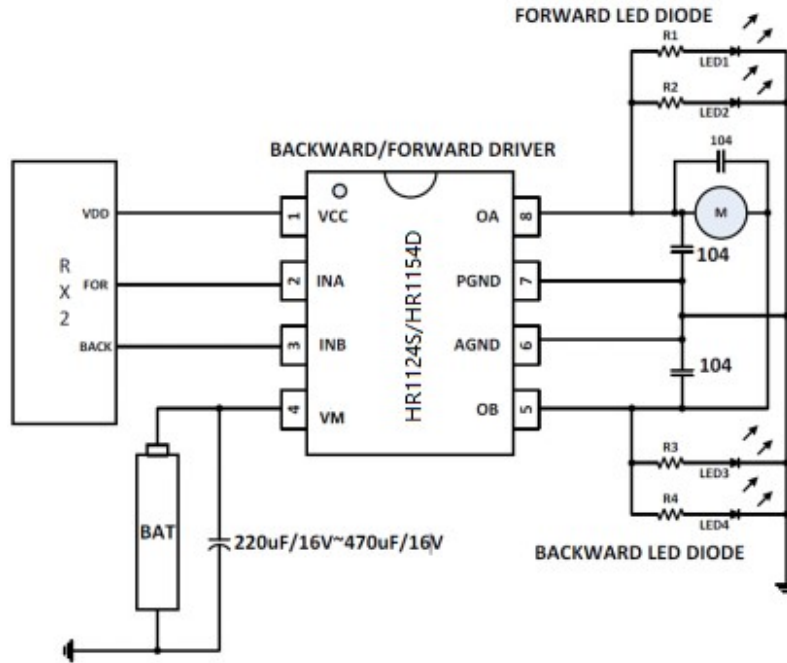 FORWARD LED DIODE
R1
LED1
R2
LED2
104
BACKWARD/FORWARD DRIVER
VDD
1
VCC
OA
8
M
R
X
2
FOR
2
INA
PGND
7
104
HR1124S/HR1154D
BACK
3
INB
AGND
6
104
4
VM
OB
5
R3
LED3
R4
LED4
BAT
220uF/16V~470uF/16V
BACKWARD LED DIODE